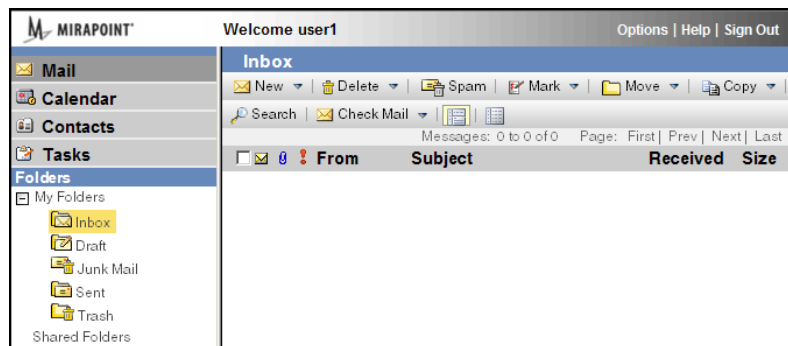 MIRAPOINT Welcome user1 Options | Help | Sign Out
Mail
Calendar
Contacts
Tasks
Folders
My Folders
Inbox
Draft
Junk Mail
Sent
Trash
Shared Folders
Inbox
New | Delete | Spam | Mark | Move | Copy |
Search | Check Mail | |
Messages: 0 to 0 of 0 Page: First | Prev | Next | Last
From Subject Received Size